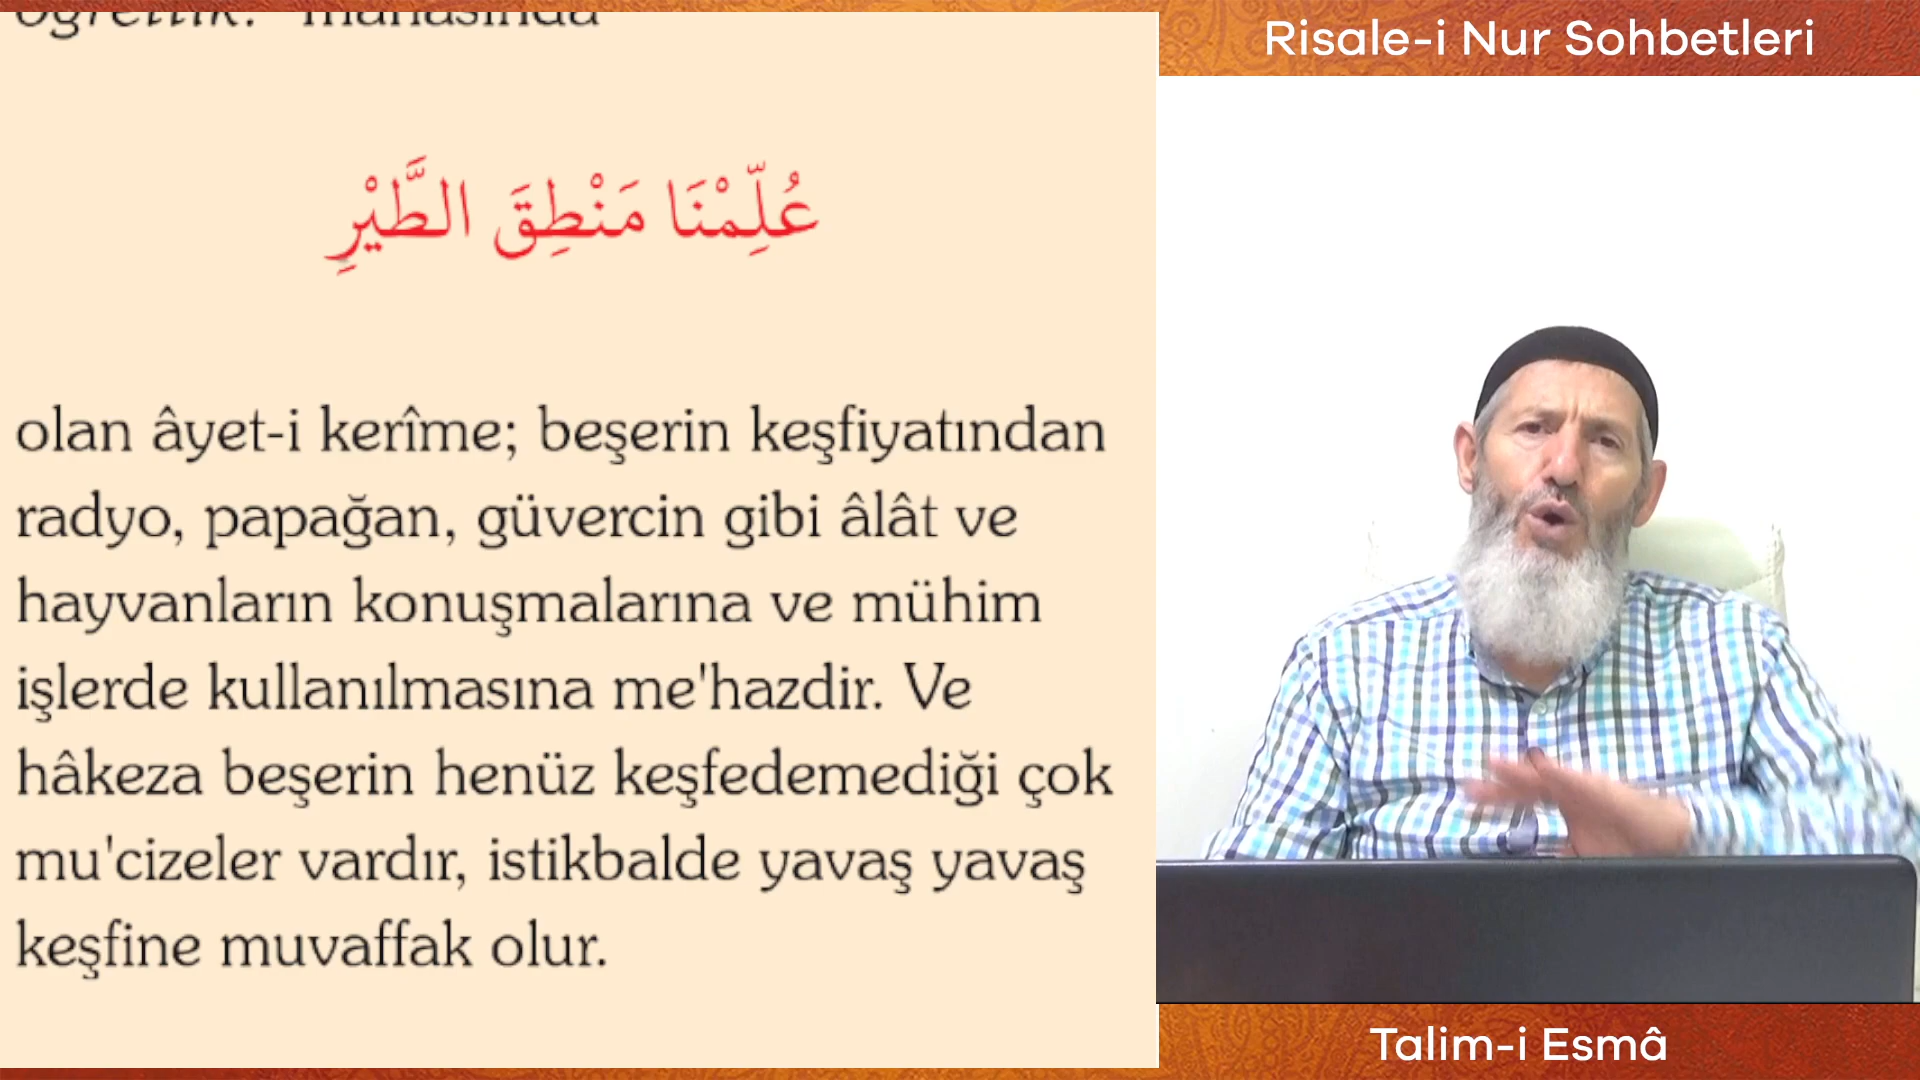 öğrettik." mânâsında
عُلِّمْنَا مَنْطِقَ الطَّيْرِ
olan âyet-i kerîme; beşerin keşfiyatından
radyo, papağan, güvercin gibi âlât ve
hayvanların konuşmalarına ve mühim
işlerde kullanılmasına me'hazdir. Ve
hâkeza beşerin henüz keşfedemediği çok
mu'cizeler vardır, istikbalde yavaş yavaş
keşfine muvaffak olur.
Risale-i Nur Sohbetleri
Talim-i Esmâ